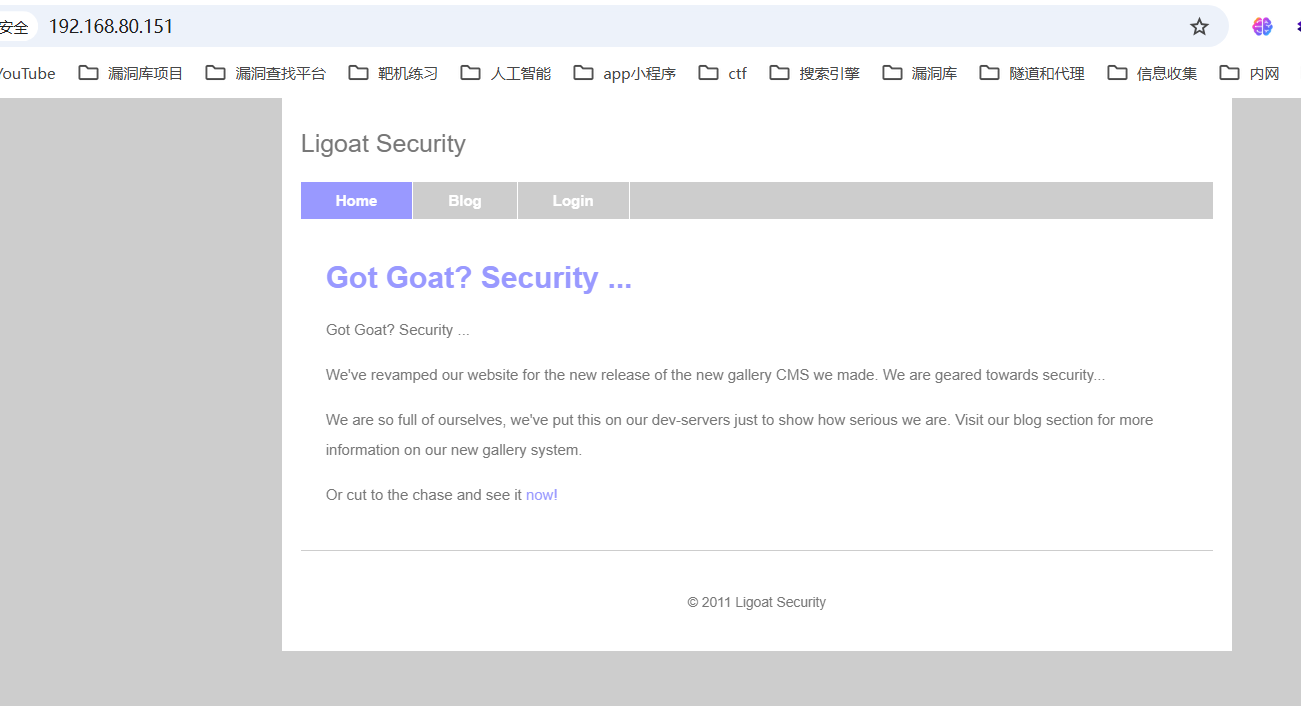 安全 192.168.80.151
YouTube 漏洞库项目 漏洞查找平台 靶机练习 人工智能 app小程序 ctf 搜索引擎 漏洞库 隧道和代理 信息收集 内网
Ligoat Security
Home Blog Login
Got Goat? Security ...
Got Goat? Security ...
We've revamped our website for the new release of the new gallery CMS we made. We are geared towards security...
We are so full of ourselves, we've put this on our dev-servers just to show how serious we are. Visit our blog section for more
information on our new gallery system.
Or cut to the chase and see it now!
© 2011 Ligoat Security